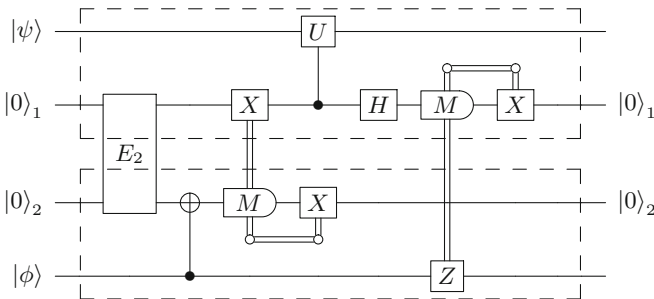 |ψ⟩ U
|0⟩₁ X H M X |0⟩₁
E₂
|0⟩₂ M X |0⟩₂
|ϕ⟩ Z